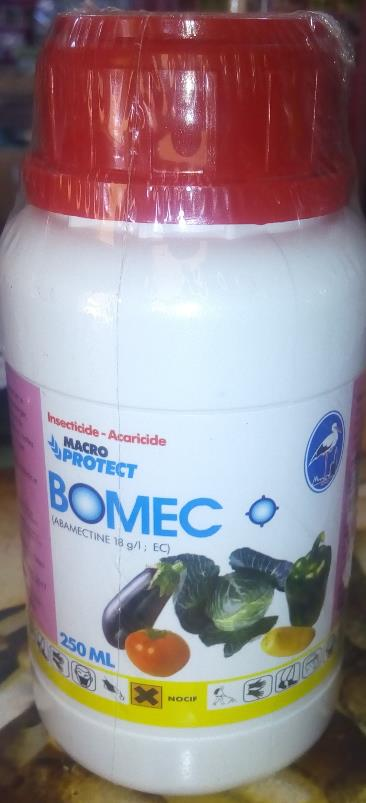 Insecticide - Acaricide
MACRO
PROTECT
BOMEC
(ABAMECTINE 18 g/l ; EC)
250 ML
NOCIF